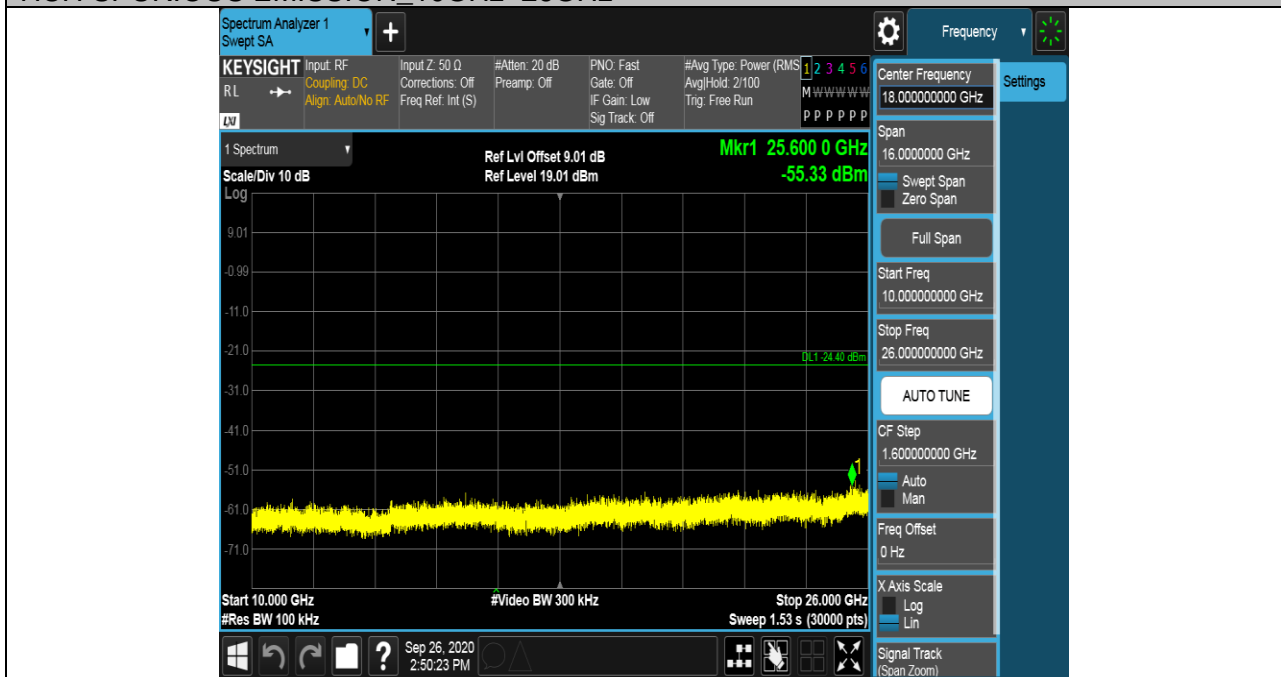 Spectrum Analyzer 1
Swept SA
+
Frequency
KEYSIGHT
RL
LXI
Input: RF
Coupling: DC
Align: Auto/No RF
Input Z: 50 Ω
Corrections: Off
Freq Ref: Int (S)
#Atten: 20 dB
Preamp: Off
PNO: Fast
Gate: Off
IF Gain: Low
Sig Track: Off
#Avg Type: Power (RMS
Avg|Hold: 2/100
Trig: Free Run
1 2 3 4 5 6
M W W W W W
P P P P P P
1 Spectrum
Scale/Div 10 dB
Ref Lvl Offset 9.01 dB
Ref Level 19.01 dBm
Mkr1 25.600 0 GHz
-55.33 dBm
Log
9.01
-0.99
-11.0
-21.0
-31.0
-41.0
-51.0
-61.0
-71.0
DL1 -24.40 dBm
1
Start 10.000 GHz
#Res BW 100 kHz
#Video BW 300 kHz
Stop 26.000 GHz
Sweep 1.53 s (30000 pts)
?
Sep 26, 2020
2:50:23 PM
Center Frequency
18.000000000 GHz
Settings
Span
16.0000000 GHz
Swept Span
Zero Span
Full Span
Start Freq
10.000000000 GHz
Stop Freq
26.000000000 GHz
AUTO TUNE
CF Step
1.600000000 GHz
Auto
Man
Freq Offset
0 Hz
X Axis Scale
Log
Lin
Signal Track
(Span Zoom)